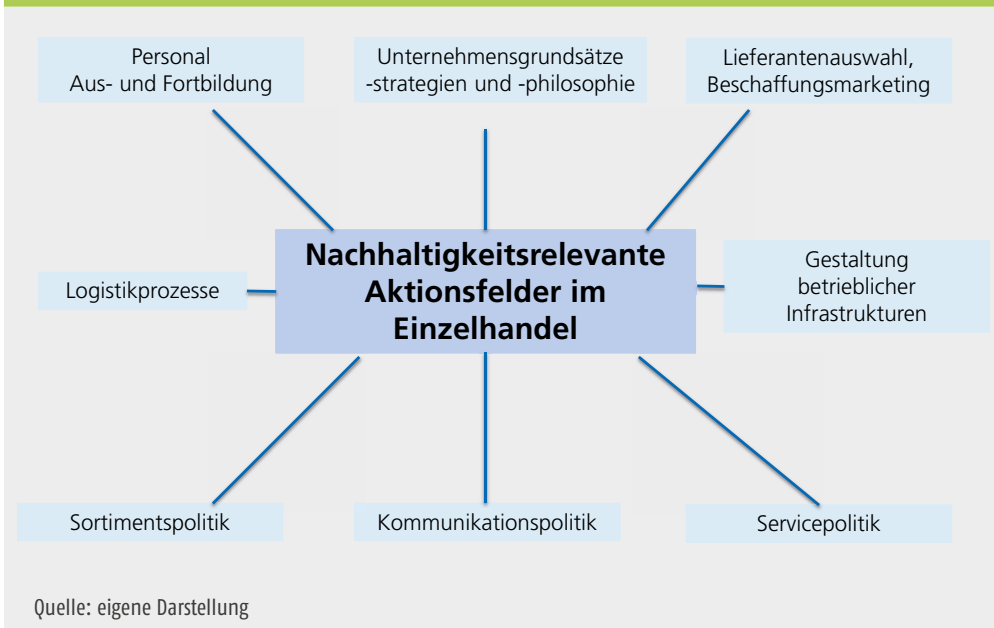 Personal
Aus- und Fortbildung
Unternehmensgrundsätze
-strategien und -philosophie
Lieferantenauswahl,
Beschaffungsmarketing
Nachhaltigkeitsrelevante
Aktionsfelder im
Einzelhandel
Logistikprozesse
Gestaltung
betrieblicher
Infrastrukturen
Sortimentspolitik
Kommunikationspolitik
Servicepolitik
Quelle: eigene Darstellung